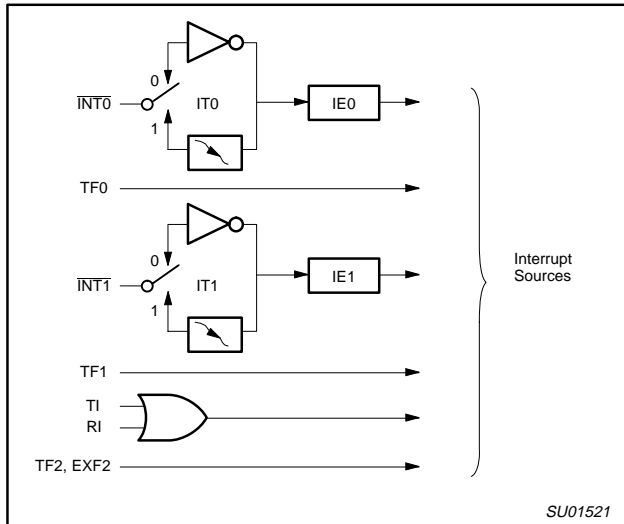 0
INT0
IT0
IE0
1
TF0
0
INT1
IT1
IE1
1
Interrupt
Sources
TF1
TI
RI
TF2, EXF2
SU01521